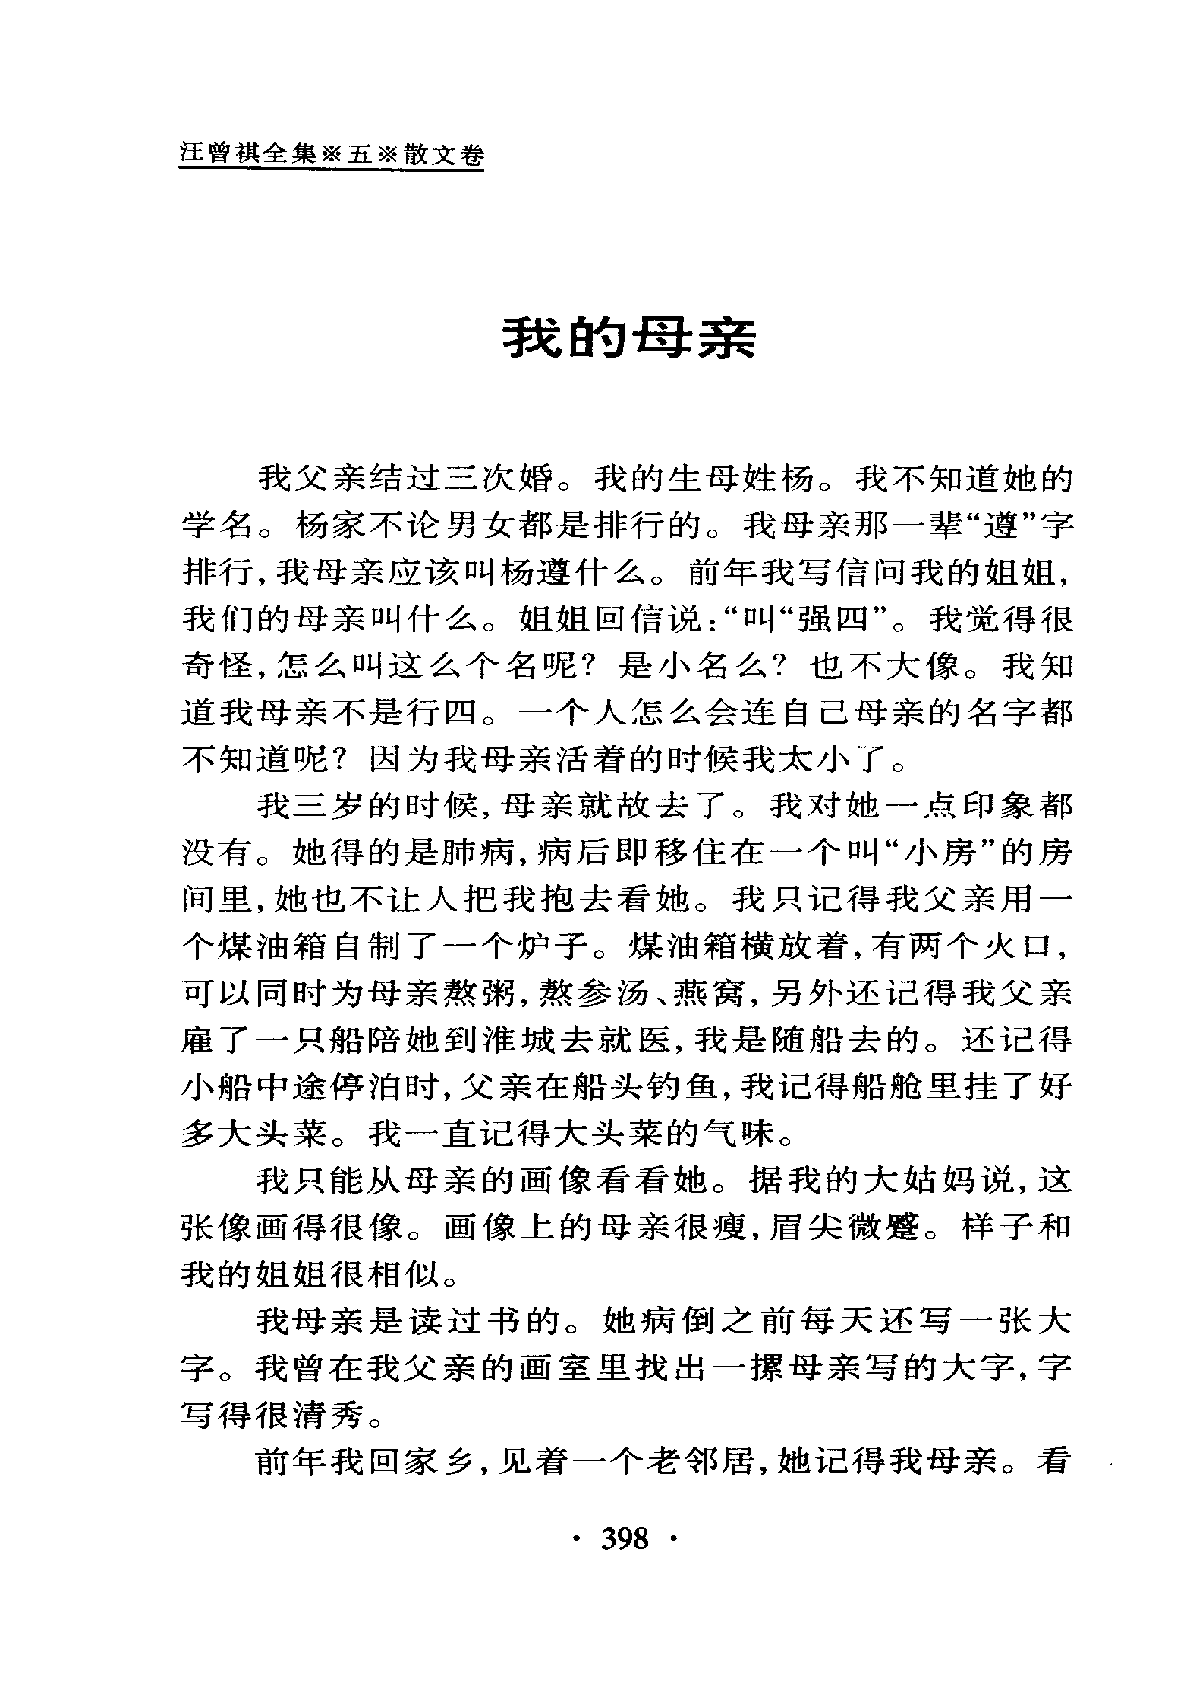 汪曾祺全集※五※散文卷
我的母亲
我父亲结过三次婚。我的生母姓杨。我不知道她的
学名。杨家不论男女都是排行的。我母亲那一辈“遵”字
排行,我母亲应该叫杨遵什么。前年我写信问我的姐姐,
我们的母亲叫什么。姐姐回信说:“叫“强四”。我觉得很
奇怪,怎么叫这么个名呢？是小名么？也不大像。我知
道我母亲不是行四。一个人怎么会连自己母亲的名字都
不知道呢？因为我母亲活着的时候我太小了。
我三岁的时候,母亲就故去了。我对她一点印象都
没有。她得的是肺病,病后即移住在一个叫“小房”的房
间里,她也不让人把我抱去看她。我只记得我父亲用一
个煤油箱自制了一个炉子。煤油箱横放着,有两个火口,
可以同时为母亲熬粥,熬参汤、燕窝,另外还记得我父亲
雇了一只船陪她到淮城去就医,我是随船去的。还记得
小船中途停泊时,父亲在船头钓鱼,我记得船舱里挂了好
多大头菜。我一直记得大头菜的气味。
我只能从母亲的画像看看她。据我的大姑妈说,这
张像画得很像。画像上的母亲很瘦,眉尖微蹙。样子和
我的姐姐很相似。
我母亲是读过书的。她病倒之前每天还写一张大
字。我曾在我父亲的画室里找出一摞母亲写的大字,字
写得很清秀。
前年我回家乡,见着一个老邻居,她记得我母亲。看
· 398 ·